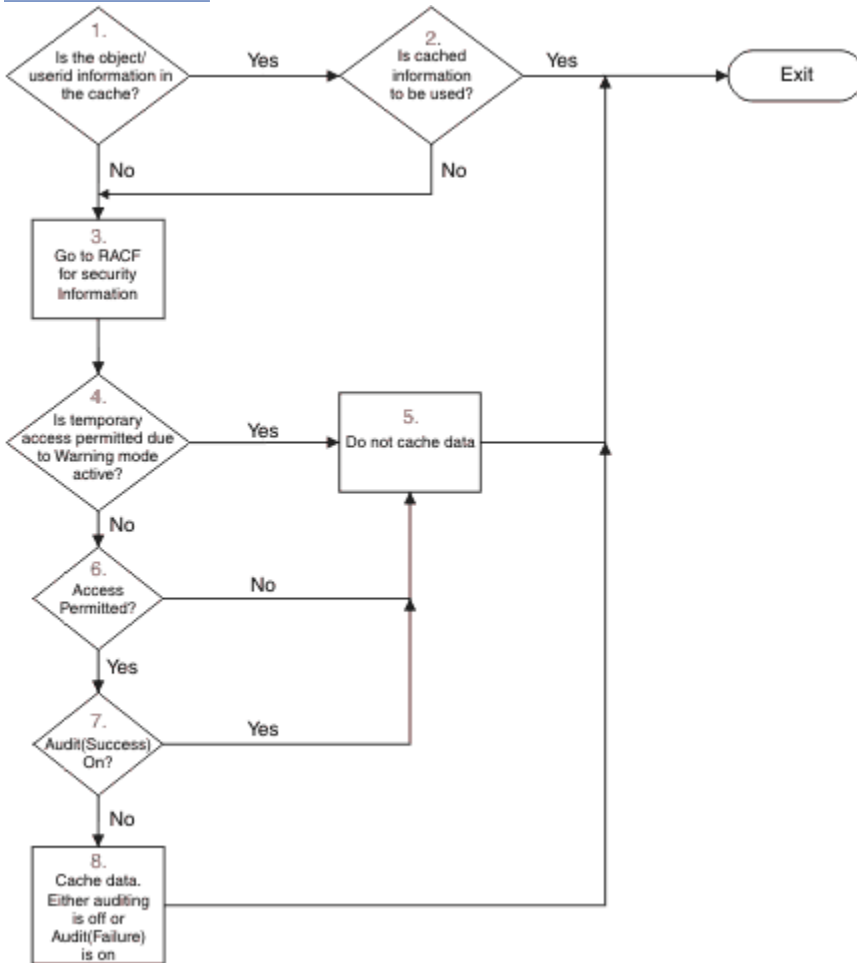 1.
Is the object/
userid information in
the cache?
Yes
2.
Is cached
information
to be used?
Yes
Exit
No
No
3.
Go to RACF
for security
Information
4.
Is temporary
access permitted due
to Warning mode
active?
Yes
5.
Do not cache data
No
6.
Access
Permitted?
No
Yes
7.
Audit(Success)
On?
Yes
No
8.
Cache data.
Either auditing
is off or
Audit(Failure)
is on